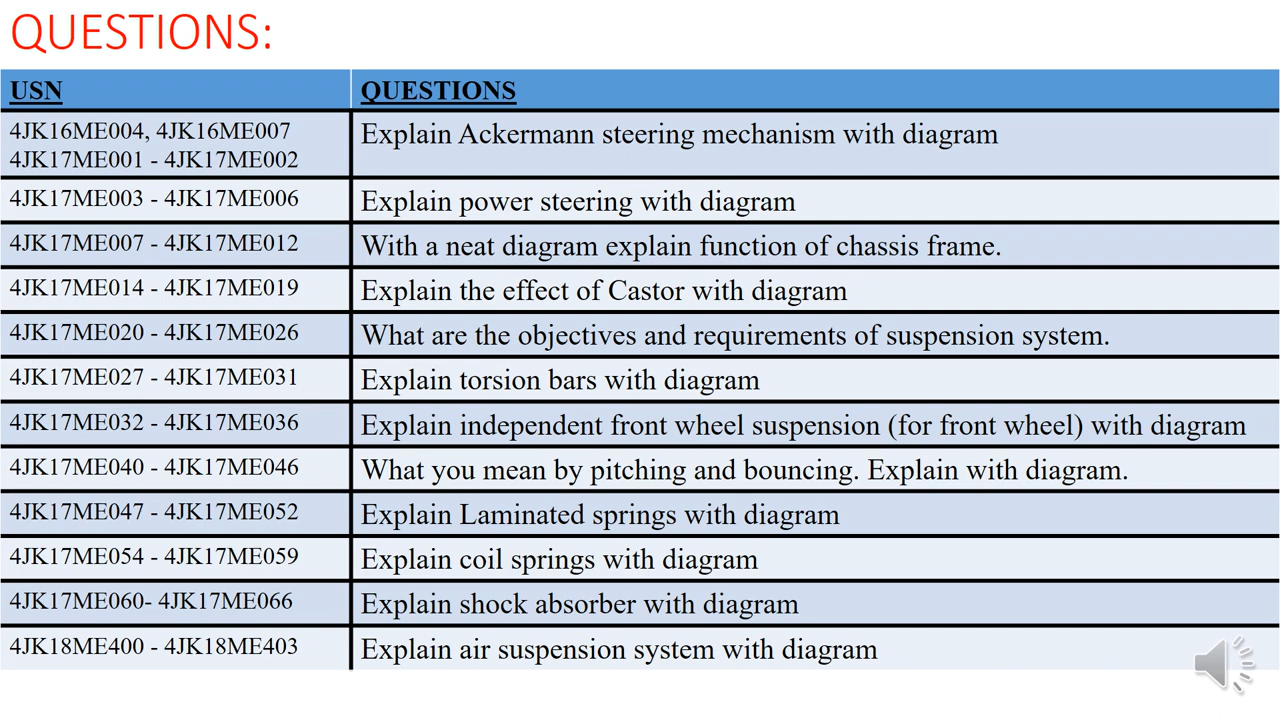 QUESTIONS:
USN QUESTIONS
4JK16ME004, 4JK16ME007
4JK17ME001 - 4JK17ME002
Explain Ackermann steering mechanism with diagram
4JK17ME003 - 4JK17ME006 Explain power steering with diagram
4JK17ME007 - 4JK17ME012 With a neat diagram explain function of chassis frame.
4JK17ME014 - 4JK17ME019 Explain the effect of Castor with diagram
4JK17ME020 - 4JK17ME026 What are the objectives and requirements of suspension system.
4JK17ME027 - 4JK17ME031 Explain torsion bars with diagram
4JK17ME032 - 4JK17ME036 Explain independent front wheel suspension (for front wheel) with diagram
4JK17ME040 - 4JK17ME046 What you mean by pitching and bouncing. Explain with diagram.
4JK17ME047 - 4JK17ME052 Explain Laminated springs with diagram
4JK17ME054 - 4JK17ME059 Explain coil springs with diagram
4JK17ME060- 4JK17ME066 Explain shock absorber with diagram
4JK18ME400 - 4JK18ME403 Explain air suspension system with diagram